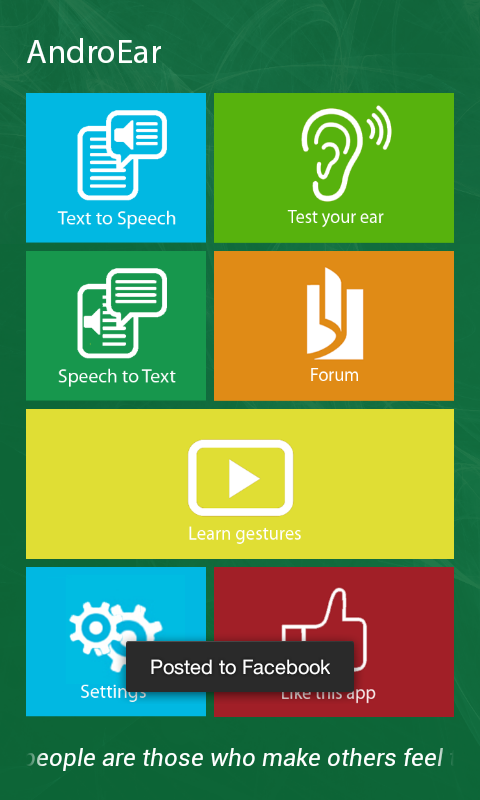 AndroEar
Text to Speech
Test your ear
Speech to Text
Forum
Learn gestures
Settings
Like this app
Posted to Facebook
people are those who make others feel